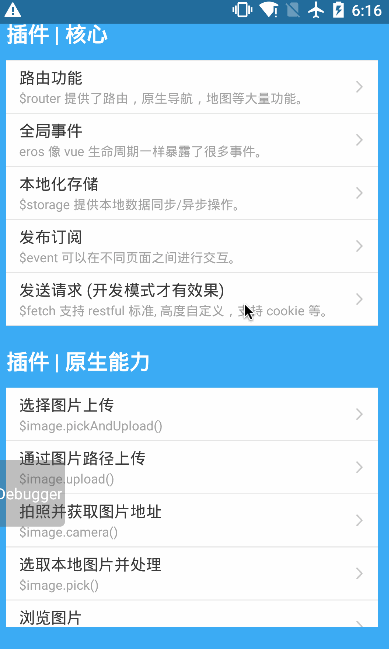 6:16
插件 | 核心
路由功能
$router 提供了路由，原生导航，地图等大量功能。
全局事件
eros 像 vue 生命周期一样暴露了很多事件。
本地化存储
$storage 提供本地数据同步/异步操作。
发布订阅
$event 可以在不同页面之间进行交互。
发送请求 (开发模式才有效果)
$fetch 支持 restful 标准, 高度自定义，支持 cookie 等。
插件 | 原生能力
选择图片上传
$image.pickAndUpload()
通过图片路径上传
$image.upload()
Debugger
拍照并获取图片地址
$image.camera()
选取本地图片并处理
$image.pick()
浏览图片